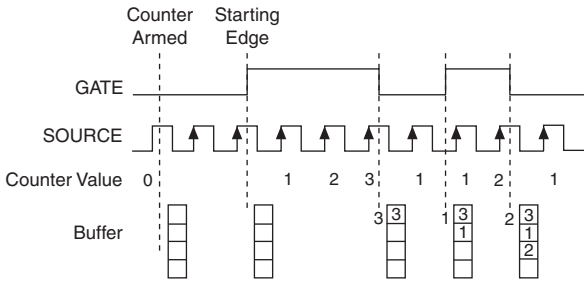 Counter Armed
Starting Edge
GATE
SOURCE
Counter Value 0 1 2 3 1 1 2 1
Buffer
3 3
1 3 1
2 3 1 2